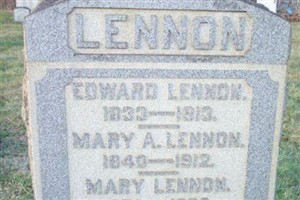 LENNON
EDWARD LENNON.
1833–1913.
MARY A. LENNON.
1840–1912.
MARY LENNON.